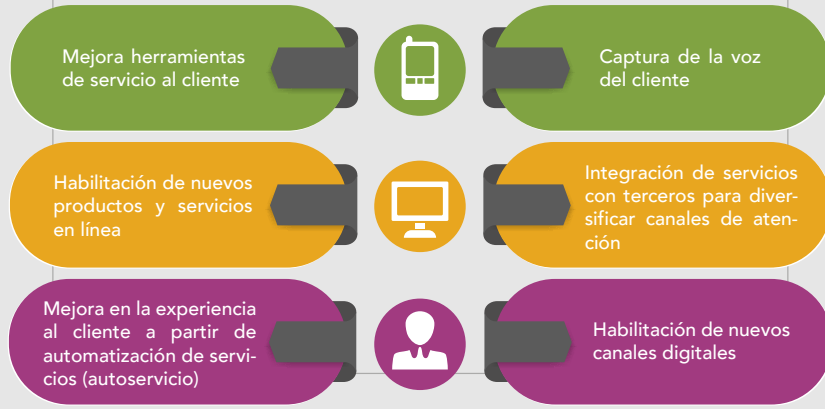 Mejora herramientas
de servicio al cliente
Captura de la voz
del cliente
Habilitación de nuevos
productos y servicios
en línea
Integración de servicios
con terceros para diver-
sificar canales de aten-
ción
Mejora en la experiencia
al cliente a partir de
automatización de servi-
cios (autoservicio)
Habilitación de nuevos
canales digitales